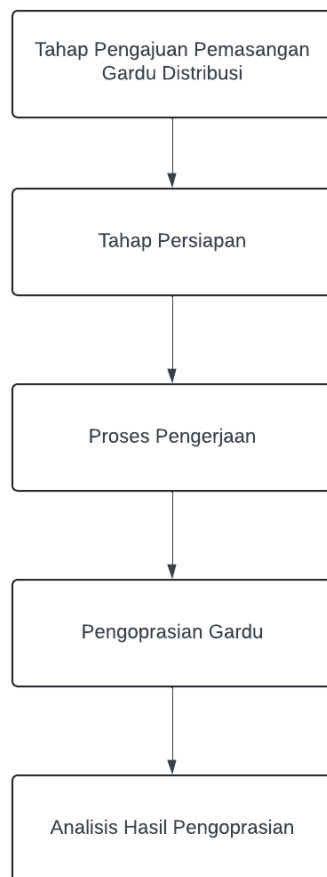 Tahap Pengajuan Pemasangan
Gardu Distribusi
Tahap Persiapan
Proses Pengerjaan
Pengoprasian Gardu
Analisis Hasil Pengoprasian